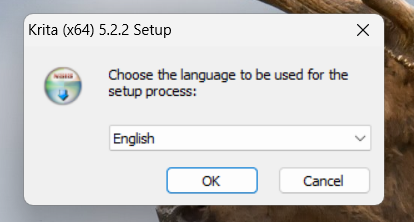 Krita (x64) 5.2.2 Setup
Choose the language to be used for the
setup process:
English
OK
Cancel